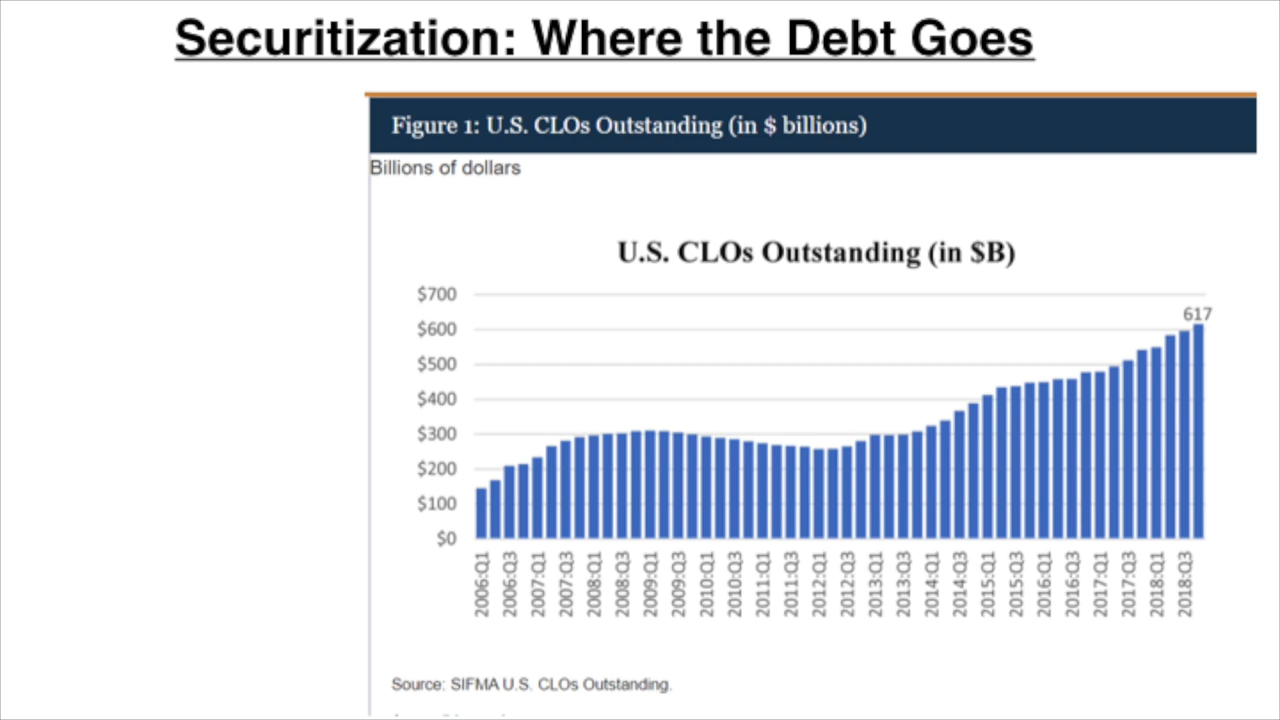 Securitization: Where the Debt Goes
Figure 1: U.S. CLOs Outstanding (in $ billions)
Billions of dollars
U.S. CLOs Outstanding (in $B)
$700
617
$600
$500
$400
$300
$200
$100
$0
2006:Q1
2006:Q3
2007:Q1
2007:Q3
2008:Q1
2008:Q3
2009:Q1
2009:Q3
2010:Q1
2010:Q3
2011:Q1
2011:Q3
2012:Q1
2012:Q3
2013:Q1
2013:Q3
2014:Q1
2014:Q3
2015:Q1
2015:Q3
2016:Q1
2016:Q3
2017:Q1
2017:Q3
2018:Q1
2018:Q3
Source: SIFMA U.S. CLOs Outstanding.